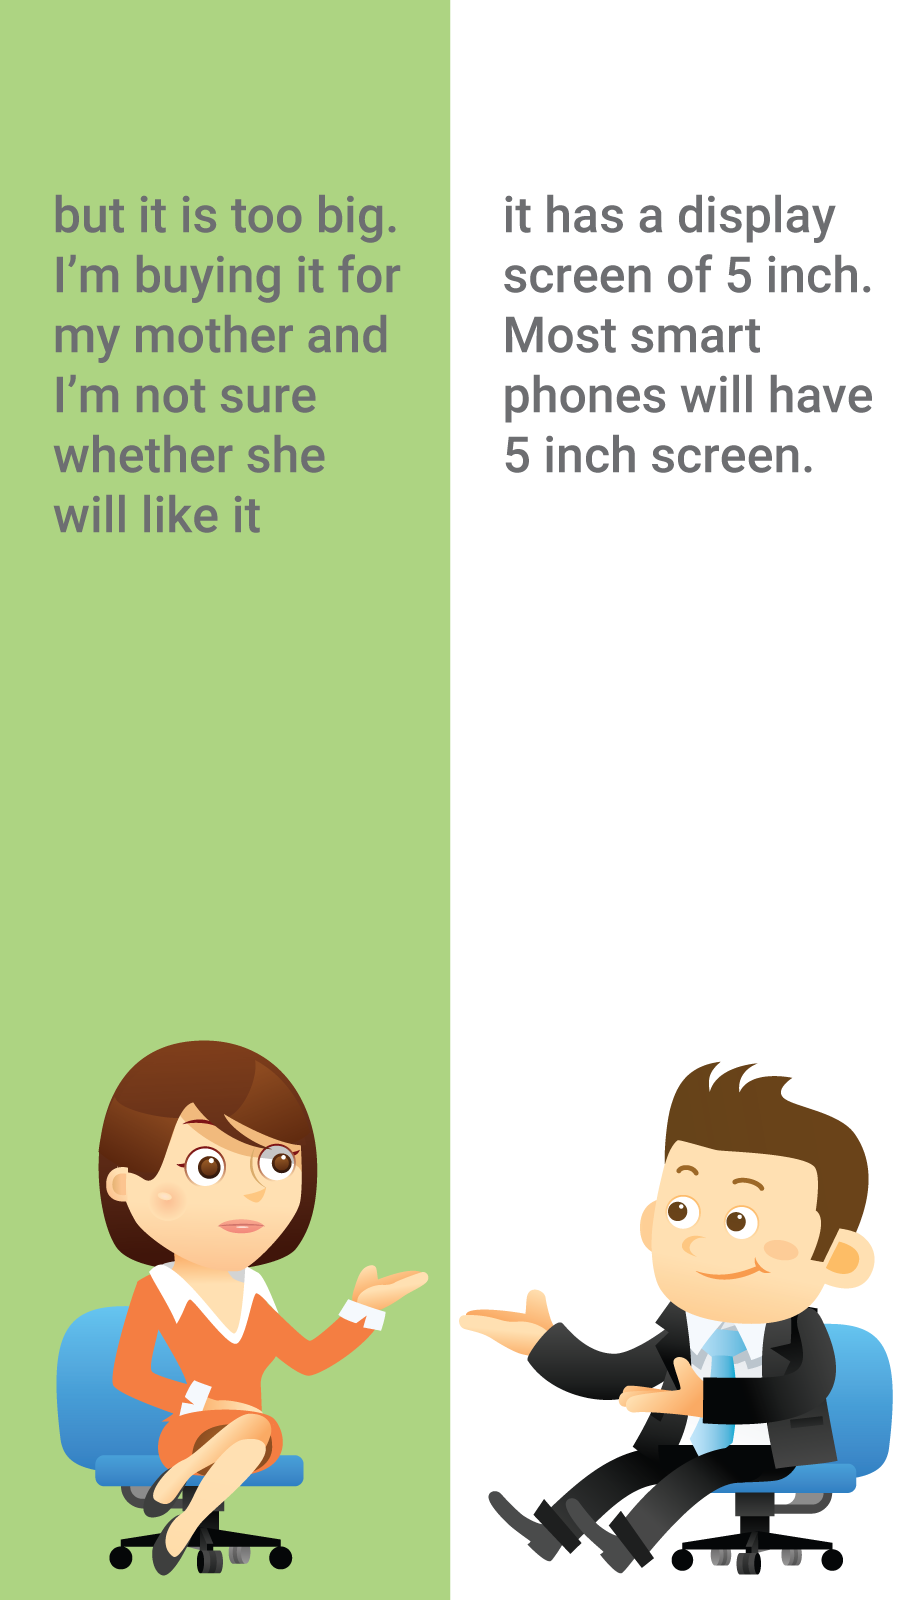 but it is too big.
I’m buying it for
my mother and
I’m not sure
whether she
will like it
it has a display
screen of 5 inch.
Most smart
phones will have
5 inch screen.